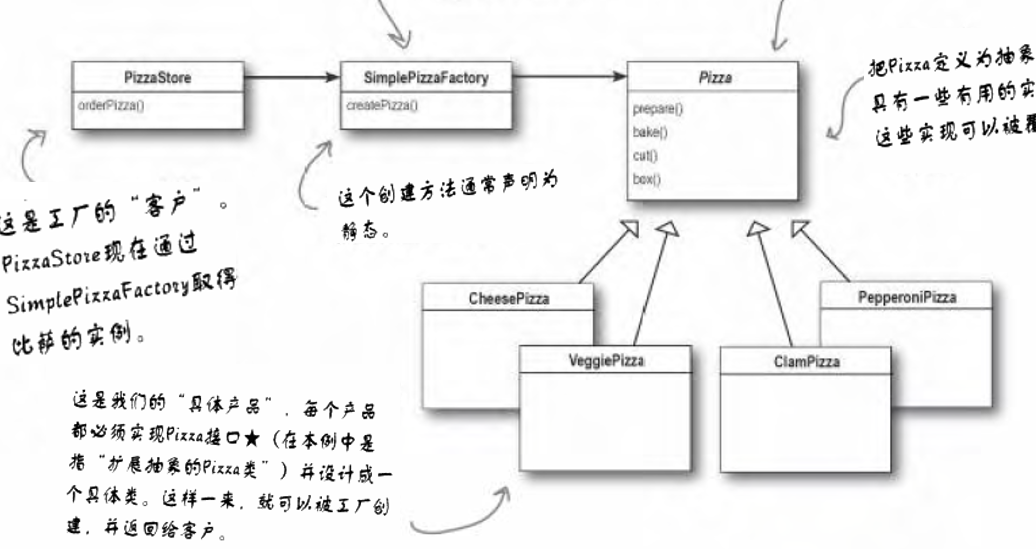 PizzaStore
orderPizza()
SimplePizzaFactory
createPizza()
Pizza
prepare()
bake()
cut()
box()
把Pizza定义为抽象
具有一些有用的实
这些实现可以被覆
这是工厂的“客户”。
PizzaStore现在通过
SimplePizzaFactory取得
比萨的实例。
这个创建方法通常声明为
静态。
CheesePizza
VeggiePizza
ClamPizza
PepperoniPizza
这是我们的“具体产品”，每个产品
都必须实现Pizza接口★（在本例中是
指“扩展抽象的Pizza类”）并设计成一
个具体类。这样一来，就可以被工厂创
建，并返回给客户。